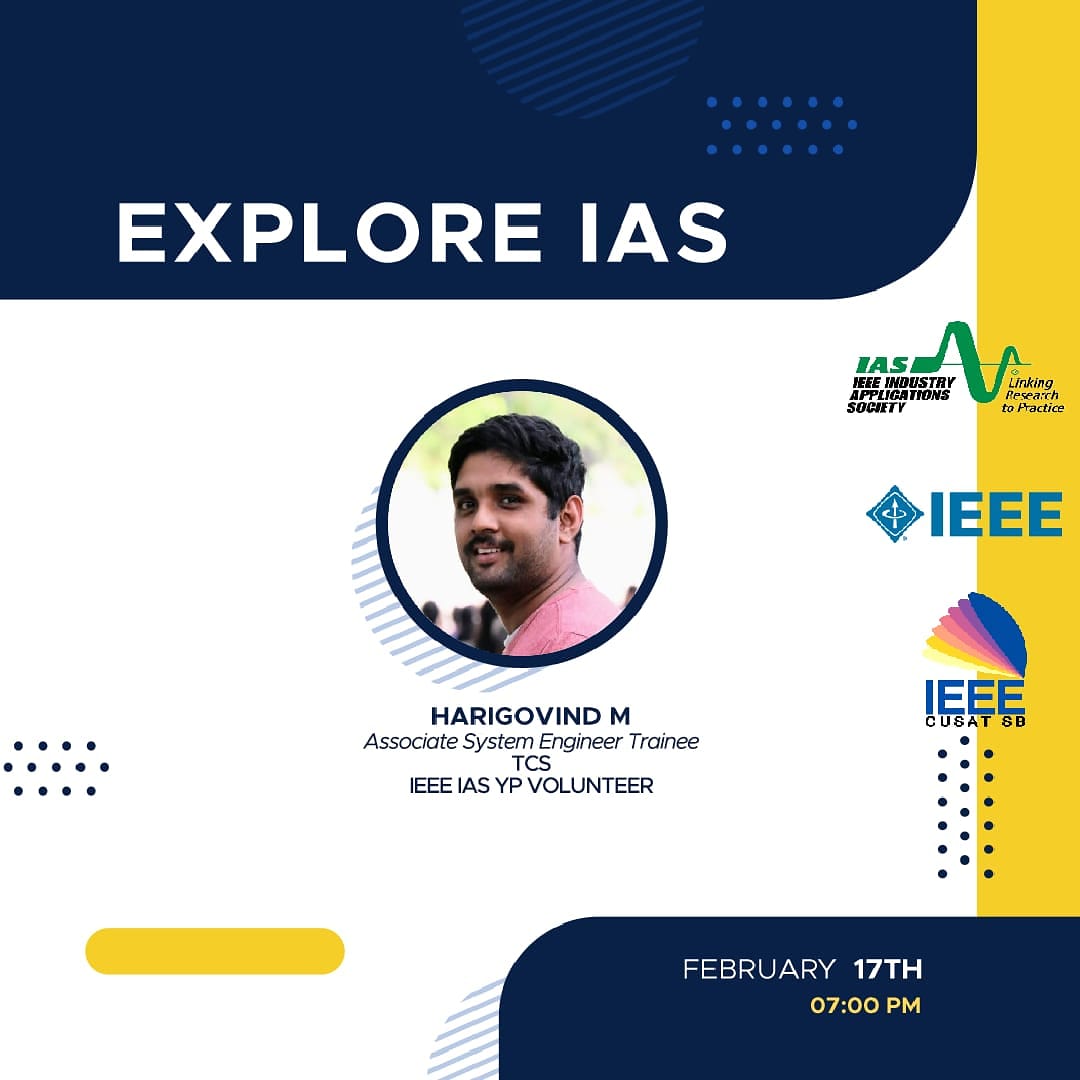 EXPLORE IAS
IAS
IEEE INDUSTRY
APPLICATIONS
SOCIETY
Linking
Research
to Practice
IEEE
IEEE
CUSAT SB
HARIGOVIND M
Associate System Engineer Trainee
TCS
IEEE IAS YP VOLUNTEER
FEBRUARY 17TH
07:00 PM